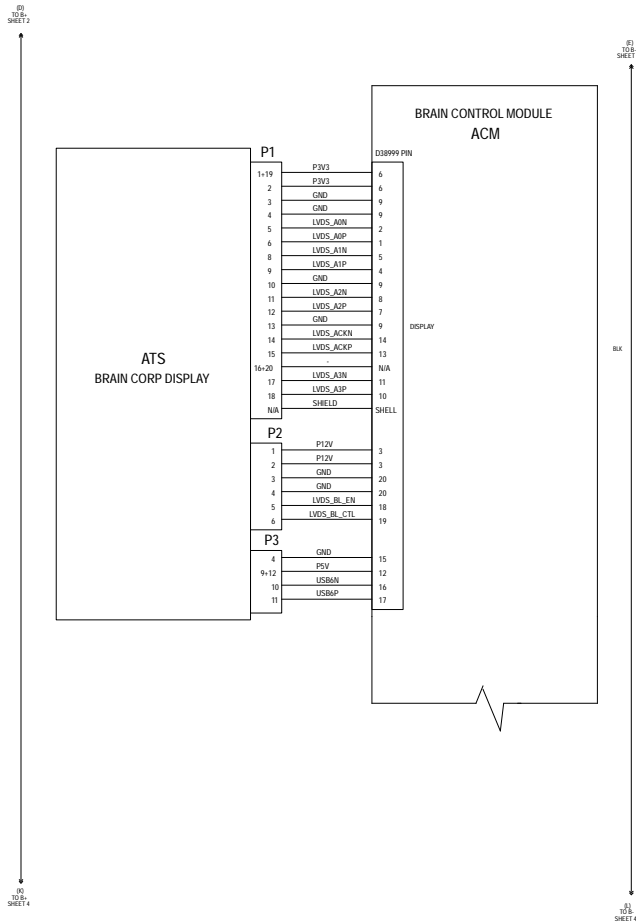 (D)
TO B+
SHEET 2
(E)
TO B-
SHEET
BRAIN CONTROL MODULE
ACM
P1
D38999 PIN
1+19 P3V3 6
2 P3V3 6
3 GND 9
4 GND 9
5 LVDS_A0N 2
6 LVDS_A0P 1
8 LVDS_A1N 5
9 LVDS_A1P 4
10 GND 9
11 LVDS_A2N 8
12 LVDS_A2P 7
13 GND 9
DISPLAY
14 LVDS_ACKN 14
15 LVDS_ACKP 13
16+20 - N/A
17 LVDS_A3N 11
18 LVDS_A3P 10
N/A SHIELD SHELL
BLK
ATS
BRAIN CORP DISPLAY
P2
1 P12V 3
2 P12V 3
3 GND 20
4 GND 20
5 LVDS_BL_EN 18
6 LVDS_BL_CTL 19
P3
4 GND 15
9+12 P5V 12
10 USB6N 16
11 USB6P 17
(K)
TO B+
SHEET 4
(L)
TO B-
SHEET 4